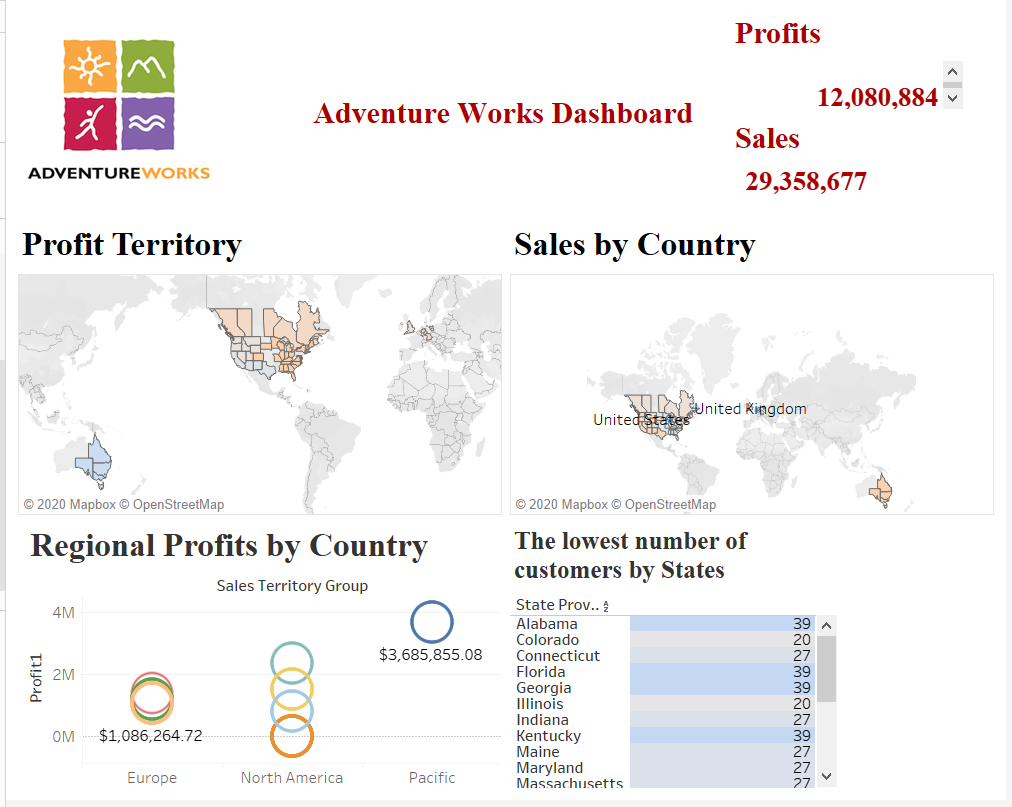 Profits
12,080,884
Adventure Works Dashboard
Sales
29,358,677
ADVENTUREWORKS
Profit Territory
Sales by Country
United States
United Kingdom
© 2020 Mapbox © OpenStreetMap
© 2020 Mapbox © OpenStreetMap
Regional Profits by Country
Sales Territory Group
4M
2M
0M
Profit1
$3,685,855.08
$1,086,264.72
Europe
North America
Pacific
The lowest number of
customers by States
State Prov..
Alabama 39
Colorado 20
Connecticut 27
Florida 39
Georgia 39
Illinois 20
Indiana 27
Kentucky 39
Maine 27
Maryland 27
Massachusetts 27